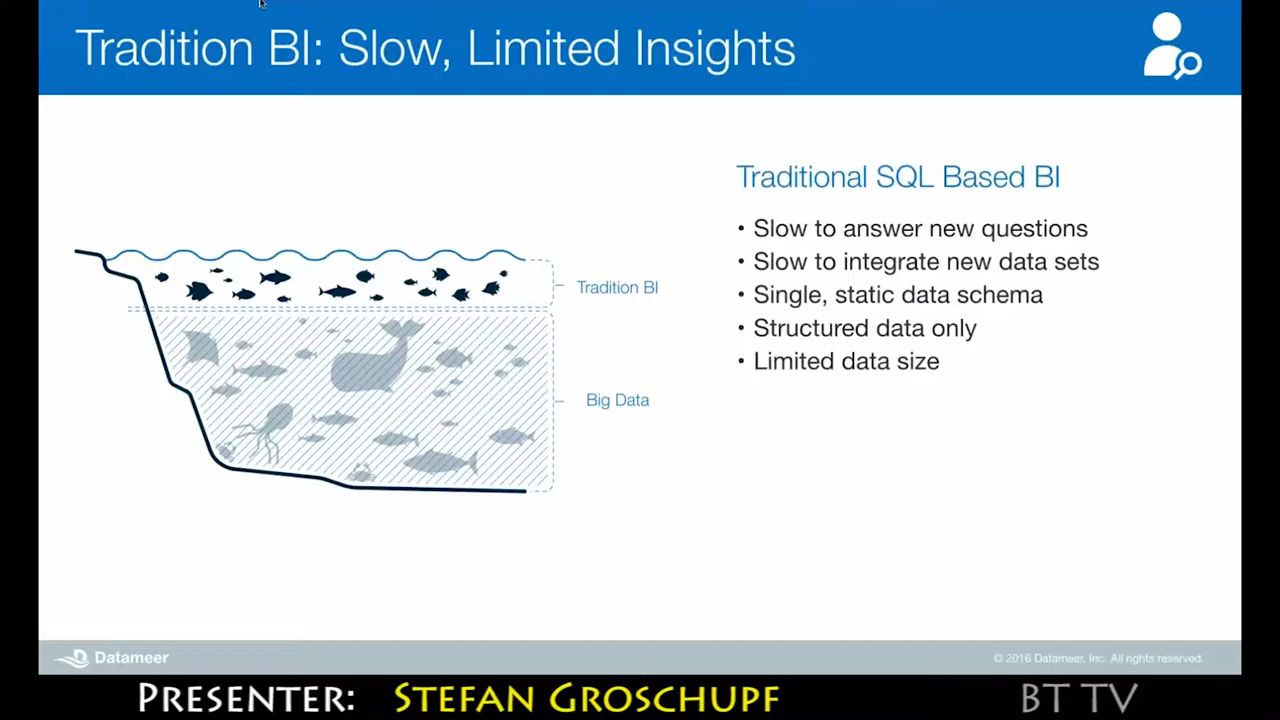 Tradition BI: Slow, Limited Insights
Traditional SQL Based BI
• Slow to answer new questions
• Slow to integrate new data sets
• Single, static data schema
• Structured data only
• Limited data size
Tradition BI
Big Data
Datameer
© 2016 Datameer, Inc. All rights reserved.
PRESENTER: STEFAN GROSCHUPF
BT TV